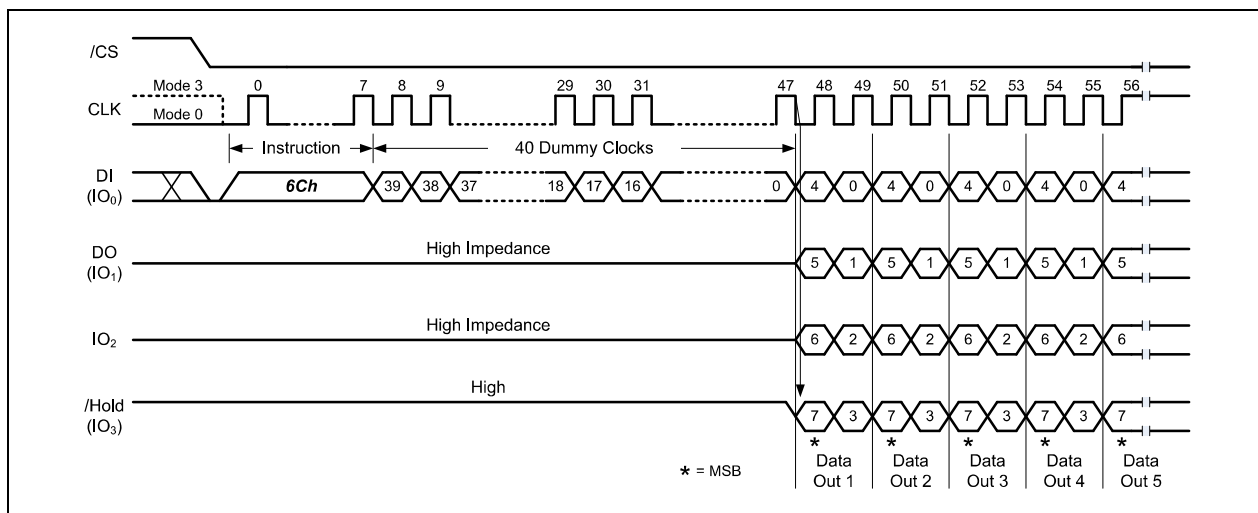 /CS
Mode 3 0 7 8 9 29 30 31 47 48 49 50 51 52 53 54 55 56
CLK
Mode 0
Instruction 40 Dummy Clocks
DI
(IO0) 6Ch 39 38 37 18 17 16 0 4 0 4 0 4 0 4 0 4
High Impedance
DO
(IO1) 5 1 5 1 5 1 5 1 5
High Impedance
IO2 6 2 6 2 6 2 6 2 6
High
/Hold
(IO3) 7 3 7 3 7 3 7 3 7
* * * * *
* = MSB
Data Data Data Data Data
Out 1 Out 2 Out 3 Out 4 Out 5